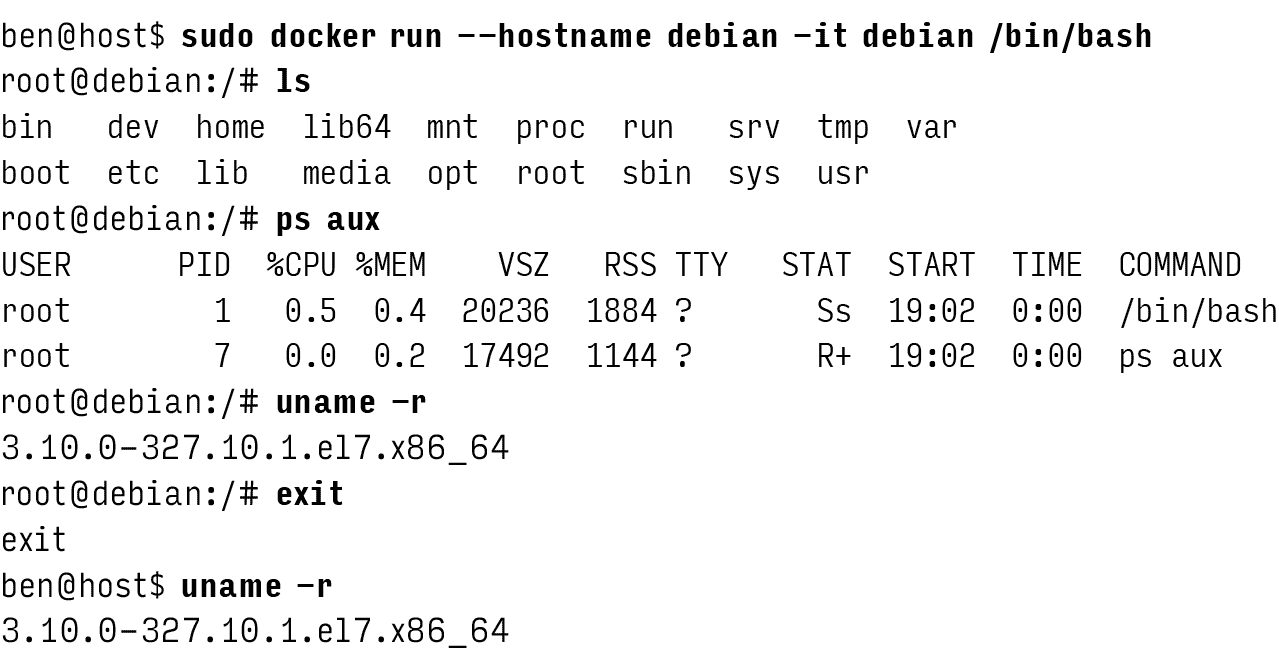 ben@host$ sudo docker run --hostname debian -it debian /bin/bash
root@debian:/# ls
bin   dev  home  lib64  mnt  proc  run   srv  tmp  var
boot  etc  lib   media  opt  root  sbin  sys  usr
root@debian:/# ps aux
USER      PID  %CPU %MEM    VSZ   RSS TTY   STAT  START  TIME  COMMAND
root        1   0.5  0.4  20236  1884 ?       Ss  19:02  0:00  /bin/bash
root        7   0.0  0.2  17492  1144 ?       R+  19:02  0:00  ps aux
root@debian:/# uname -r
3.10.0-327.10.1.el7.x86_64
root@debian:/# exit
exit
ben@host$ uname -r
3.10.0-327.10.1.el7.x86_64